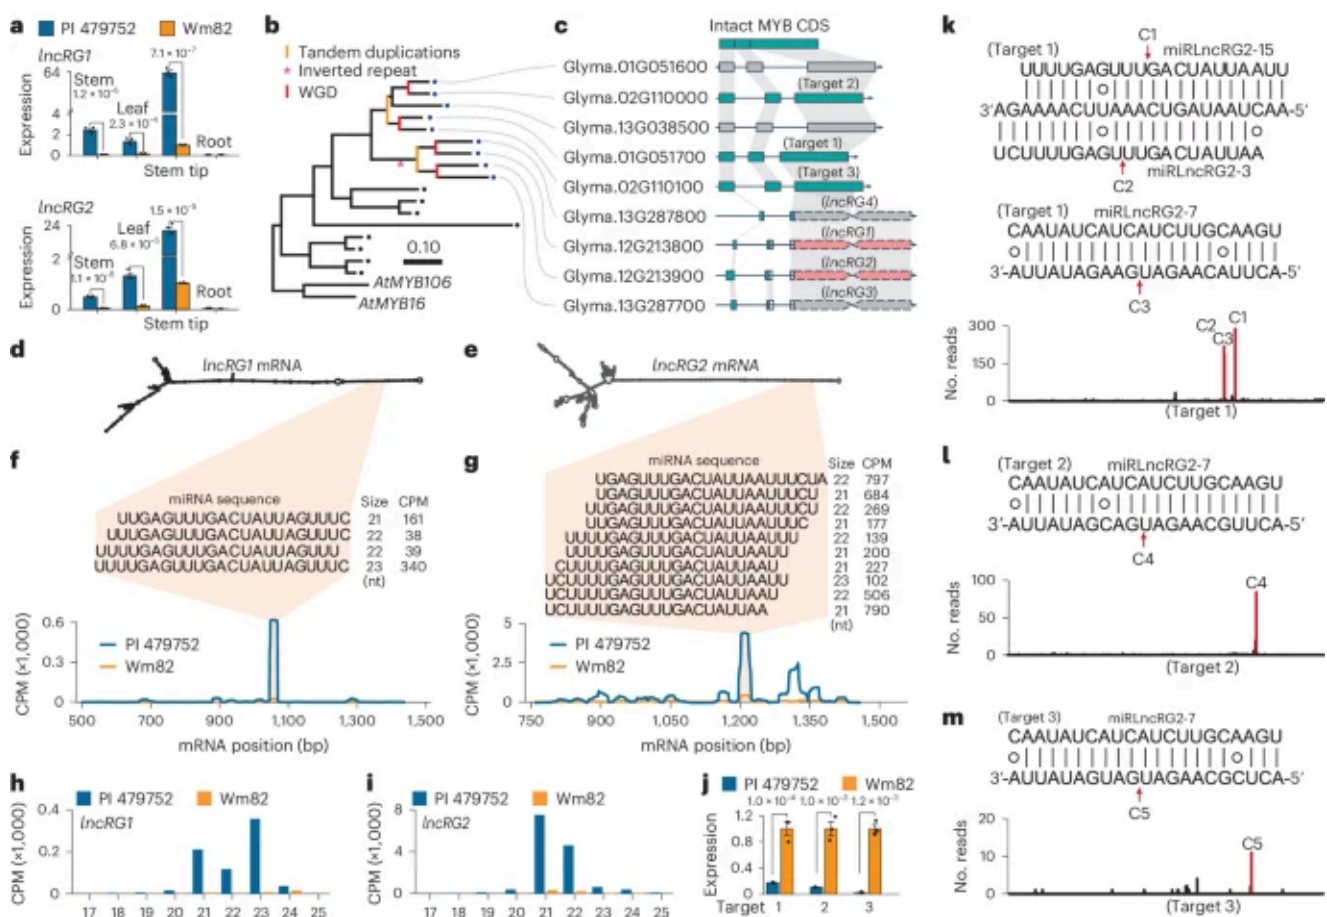 a PI 479752 Wm82
lncRG1
7.1 × 10⁻⁷
64
Stem
Leaf
4
2
0
Root
Expression
Stem tip
lncRG2
1.5 × 10⁻⁵
24
Leaf
6.8 × 10⁻⁵
Stem
2
0
Root
Expression
Stem tip
b
Tandem duplications
* Inverted repeat
WGD
0.10
AtMYB106
AtMYB16
c Intact MYB CDS
Glyma.01G051600
(Target 2)
Glyma.02G110000
Glyma.13G038500
(Target 1)
Glyma.01G051700
(Target 3)
Glyma.02G110100
(lncRG4)
Glyma.13G287800
(lncRG1)
Glyma.12G213800
(lncRG2)
Glyma.12G213900
(lncRG3)
Glyma.13G287700
d lncRG1 mRNA
e lncRG2 mRNA
f
miRNA sequence Size CPM
UUGAGUUUGACUAUUAGUUUC 21 161
UUUGAGUUUGACUAUUAGUUUC 22 38
UUUUGAGUUUGACUAUUAGUUU 22 39
UUUUGAGUUUGACUAUUAGUUUC 23 340
(nt)
CPM (×1,000)
0.6
0.3
0
PI 479752
Wm82
500 700 900 1,100 1,300 1,500
mRNA position (bp)
g
miRNA sequence Size CPM
UGAGUUUGACUAUUAAUUUCUA 22 797
UGAGUUUGACUAUUAAUUUCU 21 684
UUGAGUUUGACUAUUAAUUUCU 22 269
UUGAGUUUGACUAUUAAUUUC 21 177
UUUUGAGUUUGACUAUUAAUUU 22 139
UUUUGAGUUUGACUAUUAAUU 21 200
CUUUUGAGUUUGACUAUUAAU 21 227
UCUUUUGAGUUUGACUAUUAAUU 23 102
UCUUUUGAGUUUGACUAUUAAU 22 506
UCUUUUGAGUUUGACUAUUAA 21 790
(nt)
CPM (×1,000)
5
2.5
0
PI 479752
Wm82
750 900 1,050 1,200 1,350 1,500
mRNA position (bp)
h PI 479752 Wm82
lncRG1
CPM (×1,000)
0.4
0.2
0
17 18 19 20 21 22 23 24 25
i PI 479752 Wm82
lncRG2
CPM (×1,000)
8
4
0
17 18 19 20 21 22 23 24 25
j PI 479752 Wm82
1.0 × 10⁻⁴ 1.0 × 10⁻³ 1.2 × 10⁻³
Expression
1.2
0.8
0.4
0
Target 1 2 3
k
C1
(Target 1) miRLncRG2-15
UUUUGAGUUUGACUAUUAAUU
3′-AGAAAACUUAAACUGAUAAUCAA-5′
UCUUUUGAGUUUGACUAUUAA
C2 miRLncRG2-3
(Target 1) miRLncRG2-7
CAAUAUCAUCAUCUUGCAAGU
3′-AUUAUAGAAGUAGAACAUUCA-5′
C3
No. reads
300
150
0
C2 C3 C1
(Target 1)
l
(Target 2) miRLncRG2-7
CAAUAUCAUCAUCUUGCAAGU
3′-AUUAUAGCAGUAGAACGUUCA-5′
C4
No. reads
100
50
0
C4
(Target 2)
m
(Target 3) miRLncRG2-7
CAAUAUCAUCAUCUUGCAAGU
3′-AUUAUAGUAGUAGAACGCUCA-5′
C5
No. reads
20
10
0
C5
(Target 3)